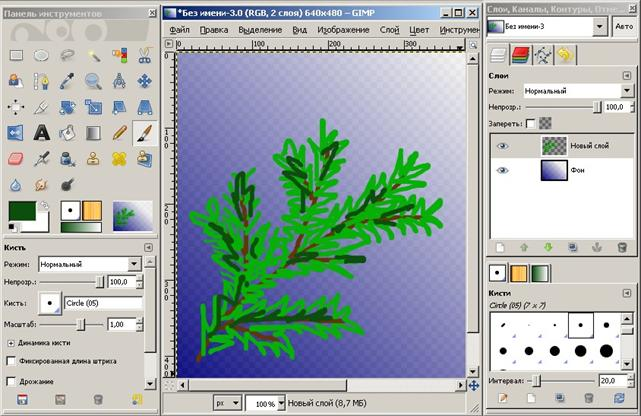 Панель инструментов
Кисть
Режим: Нормальный
Непрозр.: 100,0
Кисть: Circle (05)
Масштаб: 1,00
Динамика кисти
Фиксированная длина штриха
Дрожание
*Без имени-3.0 (RGB, 2 слоя) 640x480 – GIMP
Файл Правка Выделение Вид Изображение Слой Цвет Инструмен
0 100 200 300
0
100
200
300
400
px 100% Новый слой (8,7 МБ)
Слои, Каналы, Контуры, Отме...
Без имени-3 Авто
Слои
Режим: Нормальный
Непрозр.: 100,0
Запереть:
Новый слой
Фон
Кисти
Circle (05) (7 x 7)
Интервал: 20,0